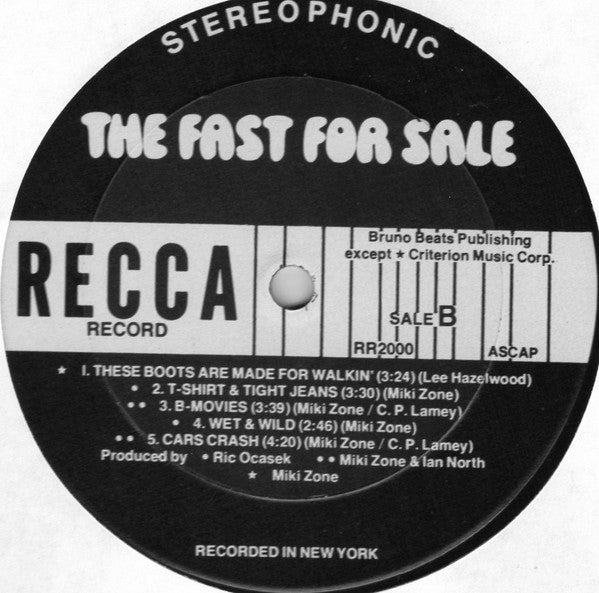 STEREOPHONIC
THE FAST FOR SALE
Bruno Beats Publishing
except ★ Criterion Music Corp.
RECCA
RECORD
SALE B
RR2000
ASCAP
★ 1. THESE BOOTS ARE MADE FOR WALKIN' (3:24) (Lee Hazelwood)
• 2. T-SHIRT & TIGHT JEANS (3:30) (Miki Zone)
•• 3. B-MOVIES (3:39) (Miki Zone / C. P. Lamey)
• 4. WET & WILD (2:46) (Miki Zone)
•• 5. CARS CRASH (4:20) (Miki Zone / C. P. Lamey)
Produced by • Ric Ocasek •• Miki Zone & Ian North
★ Miki Zone
RECORDED IN NEW YORK